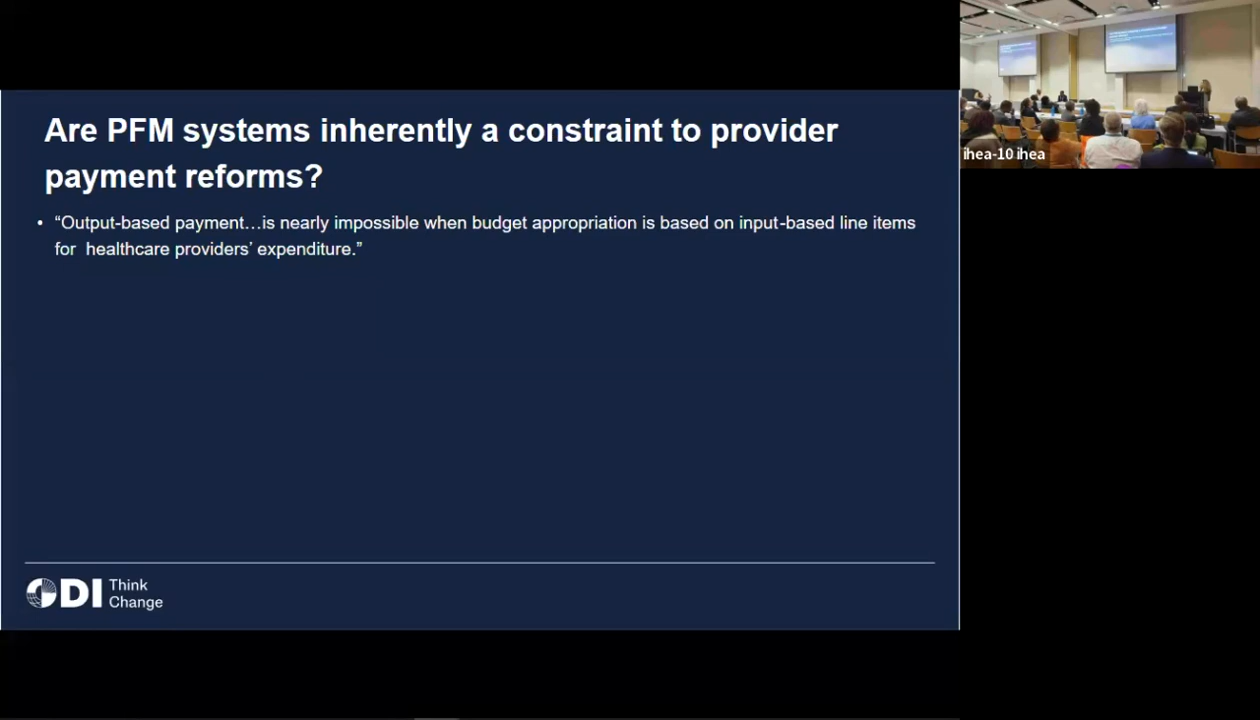 Are PFM systems inherently a constraint to provider
payment reforms?
• “Output-based payment…is nearly impossible when budget appropriation is based on input-based line items
for healthcare providers’ expenditure.”
ODI Think
Change
ihea-10 ihea